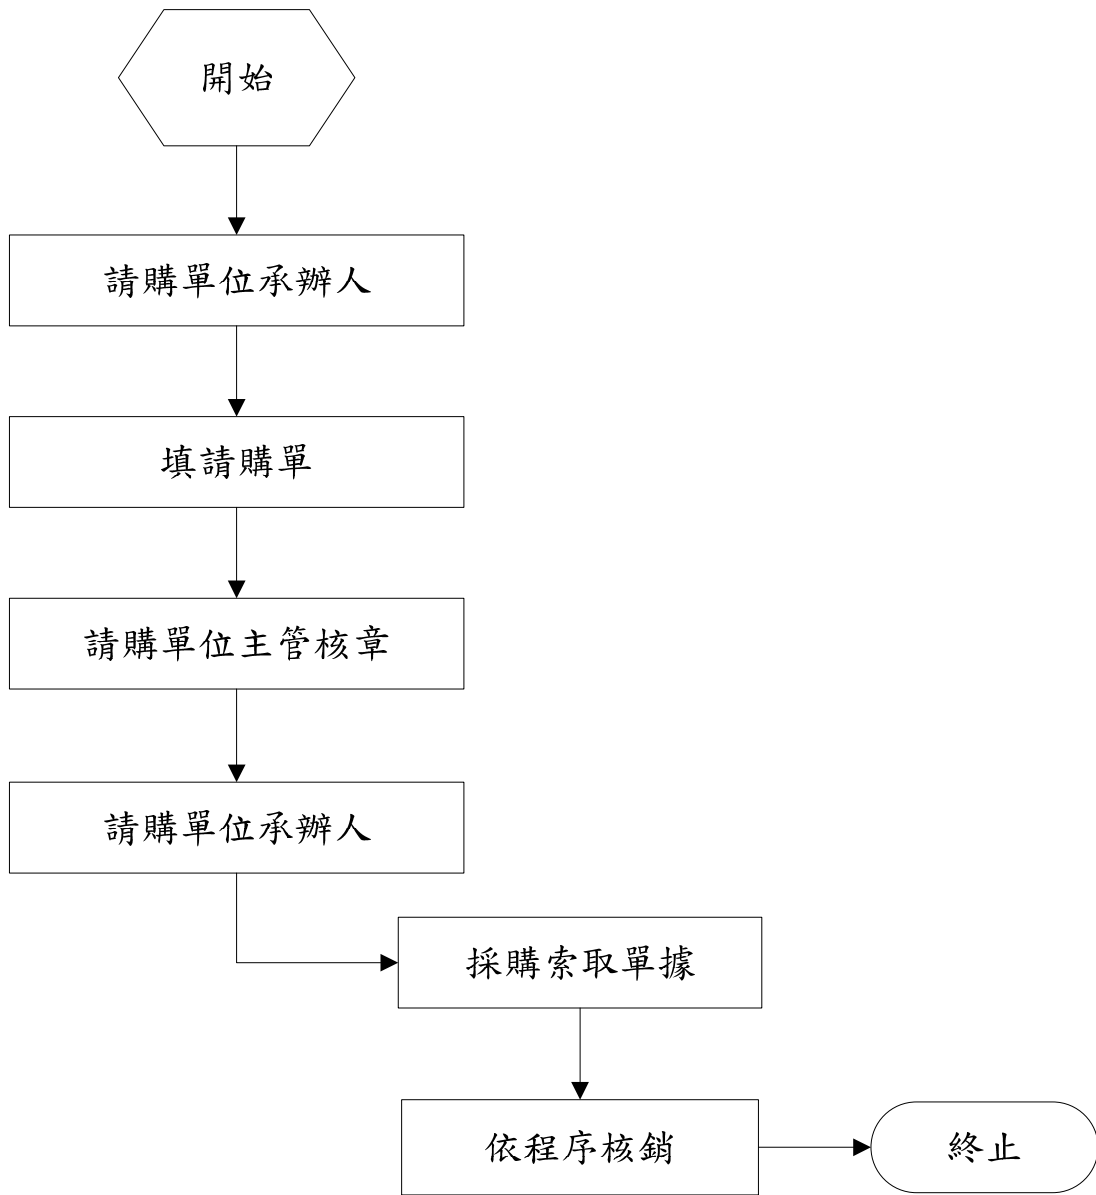 開始
請購單位承辦人
填請購單
請購單位主管核章
請購單位承辦人
採購索取單據
依程序核銷
終止